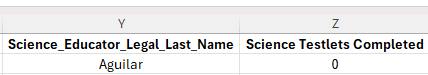 Y Z
Science_Educator_Legal_Last_Name Science Testlets Completed
Aguilar 0